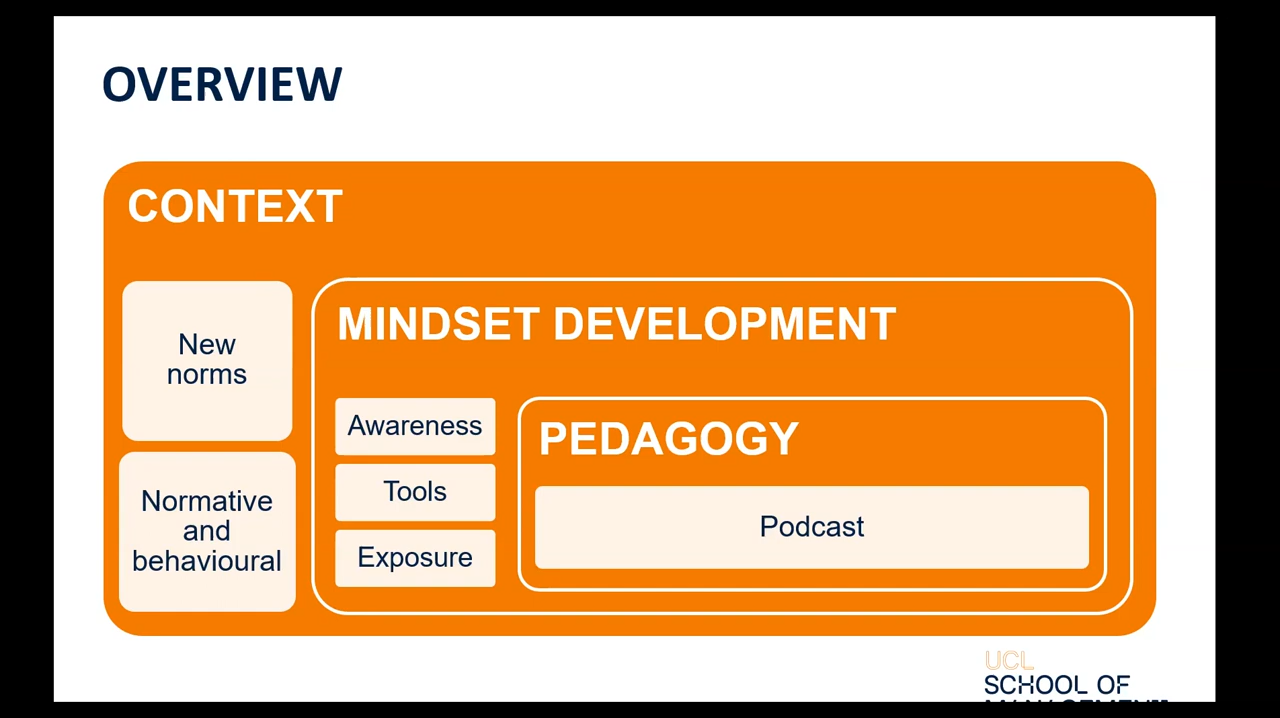 OVERVIEW
CONTEXT
New
norms
Normative
and
behavioural
MINDSET DEVELOPMENT
Awareness
Tools
Exposure
PEDAGOGY
Podcast
UCL
SCHOOL OF